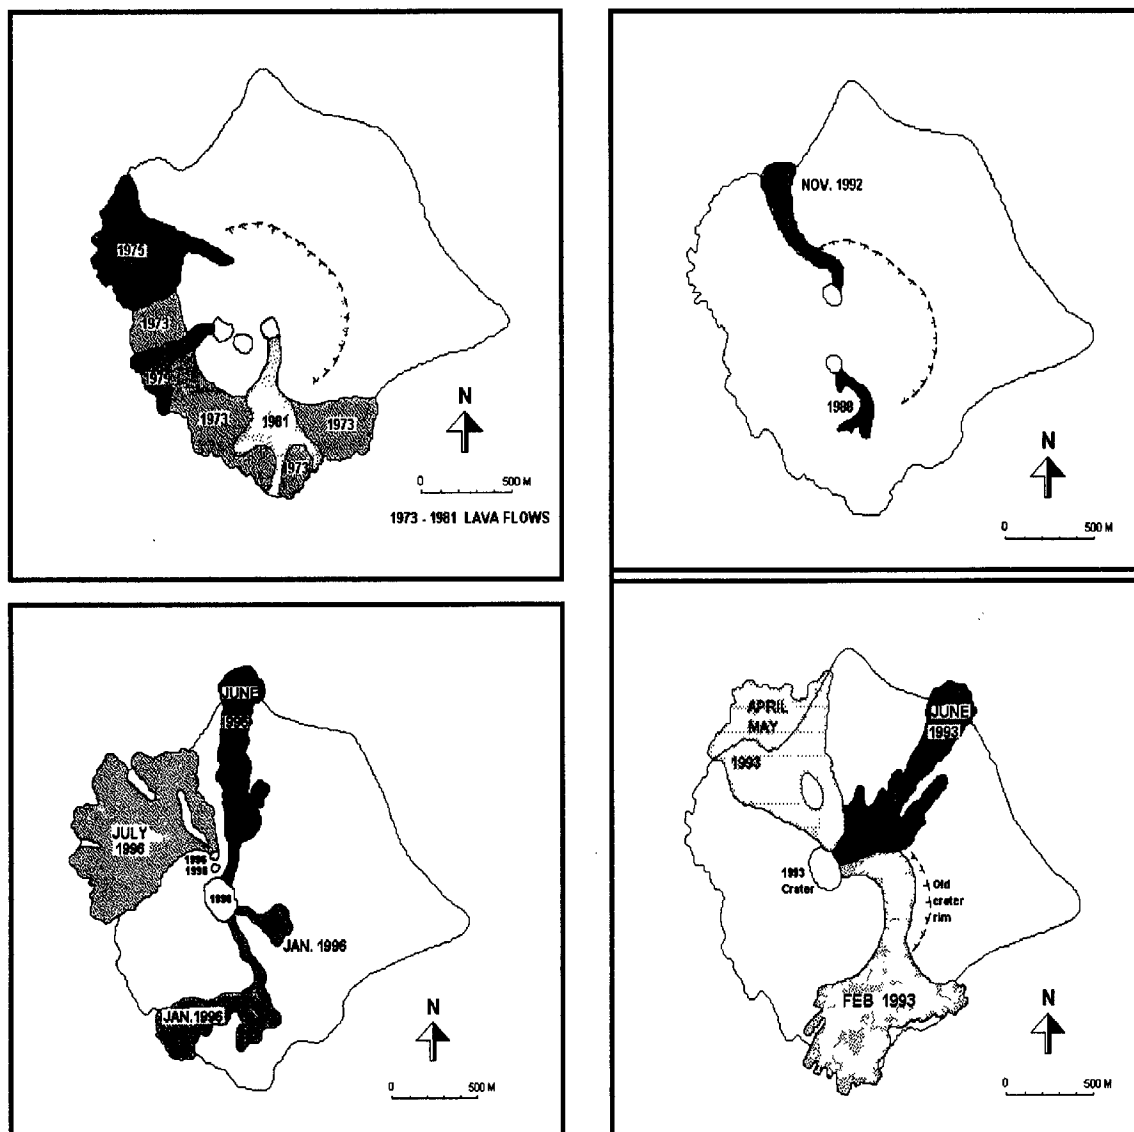 1975
1973
1975
1973
1981
1973
1973
N
0 500 M
1973 - 1981 LAVA FLOWS
NOV. 1992
1988
N
0 500 M
JUNE
JULY
1996
1996
JAN. 1996
JAN. 1996
N
0 500 M
APRIL
MAY
1993
JUNE
1993
1993
Crater
Old
crater
rim
FEB 1993
N
0 500 M